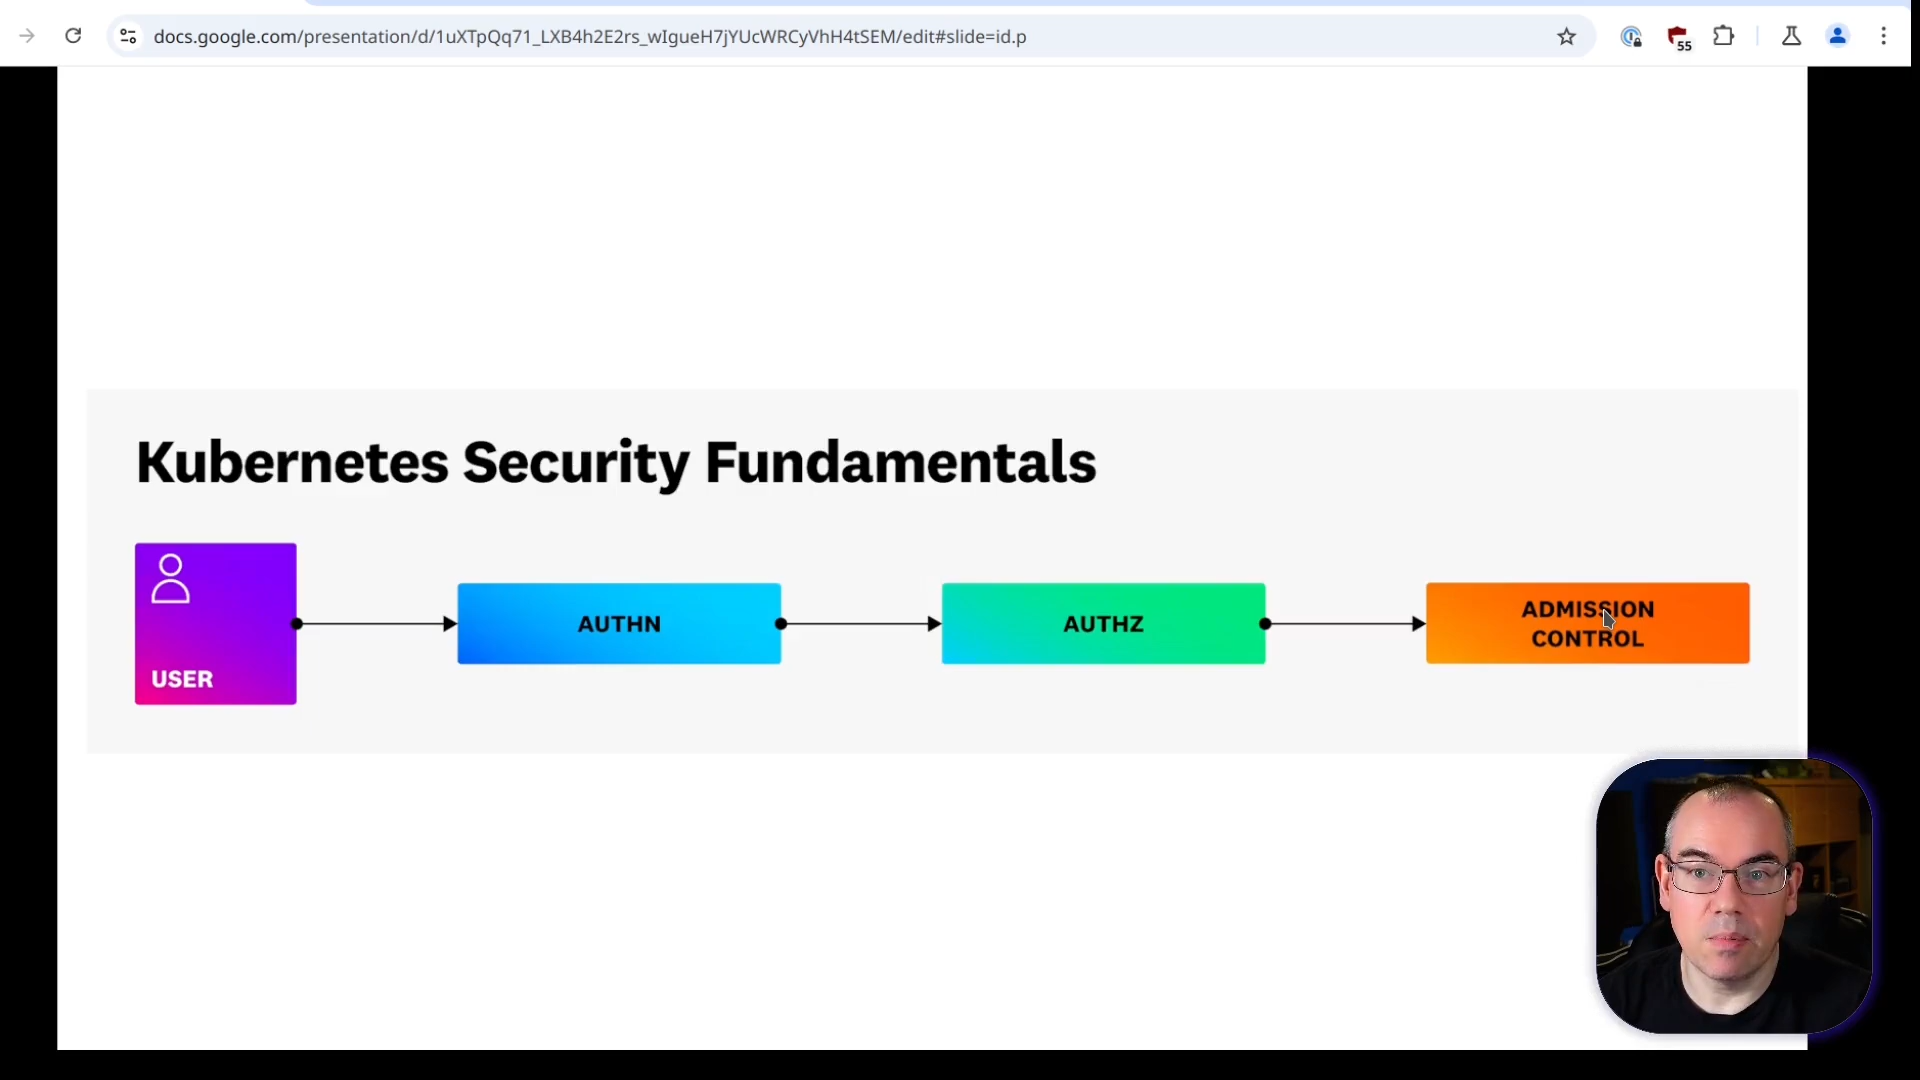 docs.google.com/presentation/d/1uXTpQq71_LXB4h2E2rs_wIgueH7jYUcWRCyVhH4tSEM/edit#slide=id.p
55
Kubernetes Security Fundamentals
USER
AUTHN
AUTHZ
ADMISSION
CONTROL